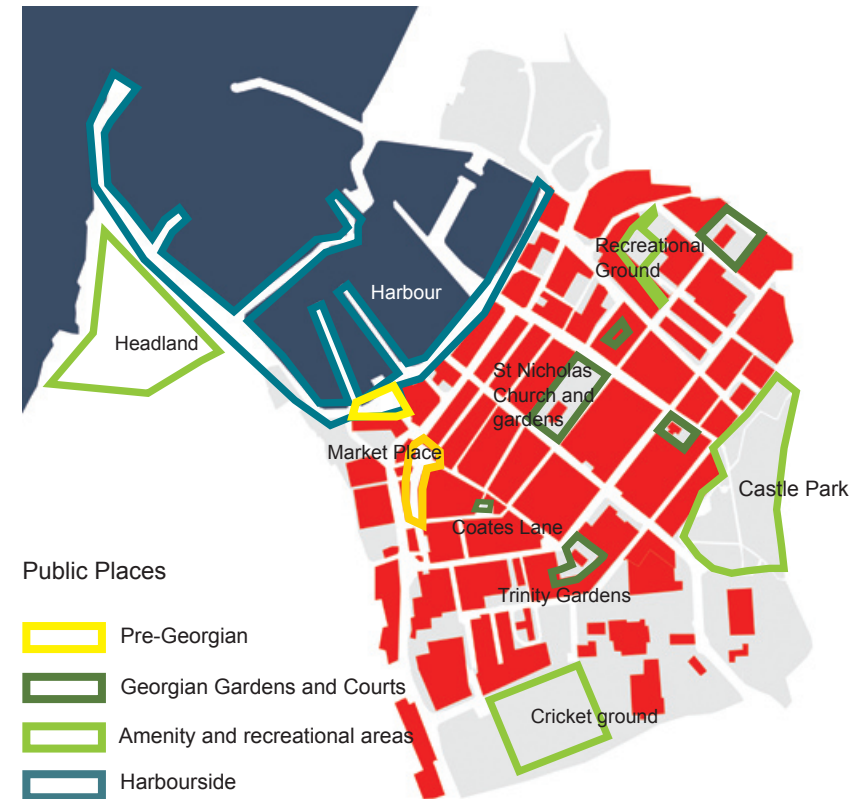 Recreational
Ground
Harbour
Headland
St Nicholas
Church and
gardens
Market Place
Castle Park
Coates Lane
Trinity Gardens
Cricket ground
Public Places
Pre-Georgian
Georgian Gardens and Courts
Amenity and recreational areas
Harbourside